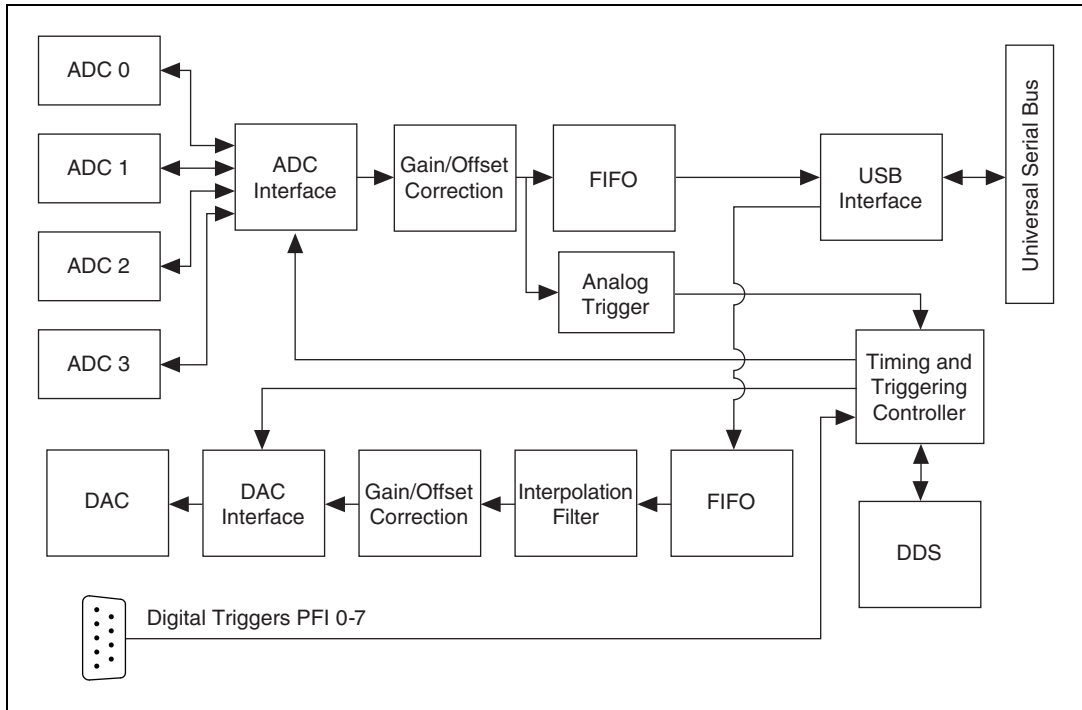 ADC 0
ADC 1
ADC 2
ADC 3
ADC
Interface
Gain/Offset
Correction
FIFO
USB
Interface
Universal Serial Bus
Analog
Trigger
Timing and
Triggering
Controller
DAC
DAC
Interface
Gain/Offset
Correction
Interpolation
Filter
FIFO
DDS
Digital Triggers PFI 0-7